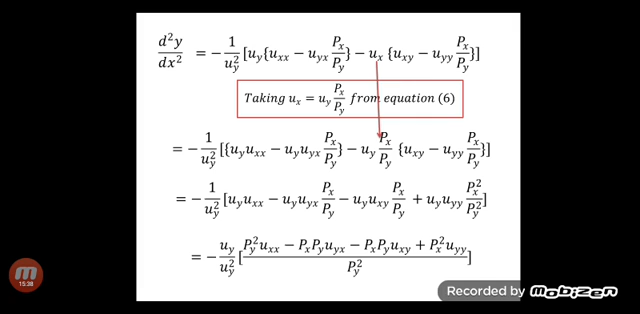 d²y/dx² = −1/u_y² [u_y{u_xx − u_yx P_x/P_y} − u_x {u_xy − u_yy P_x/P_y}]
Taking u_x = u_y P_x/P_y from equation (6)
= −1/u_y² [{u_y u_xx − u_y u_yx P_x/P_y} − u_y P_x/P_y {u_xy − u_yy P_x/P_y}]
= −1/u_y² [u_y u_xx − u_y u_yx P_x/P_y − u_y u_xy P_x/P_y + u_y u_yy P_x²/P_y²]
= −u_y/u_y² [(P_y² u_xx − P_x P_y u_yx − P_x P_y u_xy + P_x² u_yy)/P_y²]
15:38
Recorded by mobizen